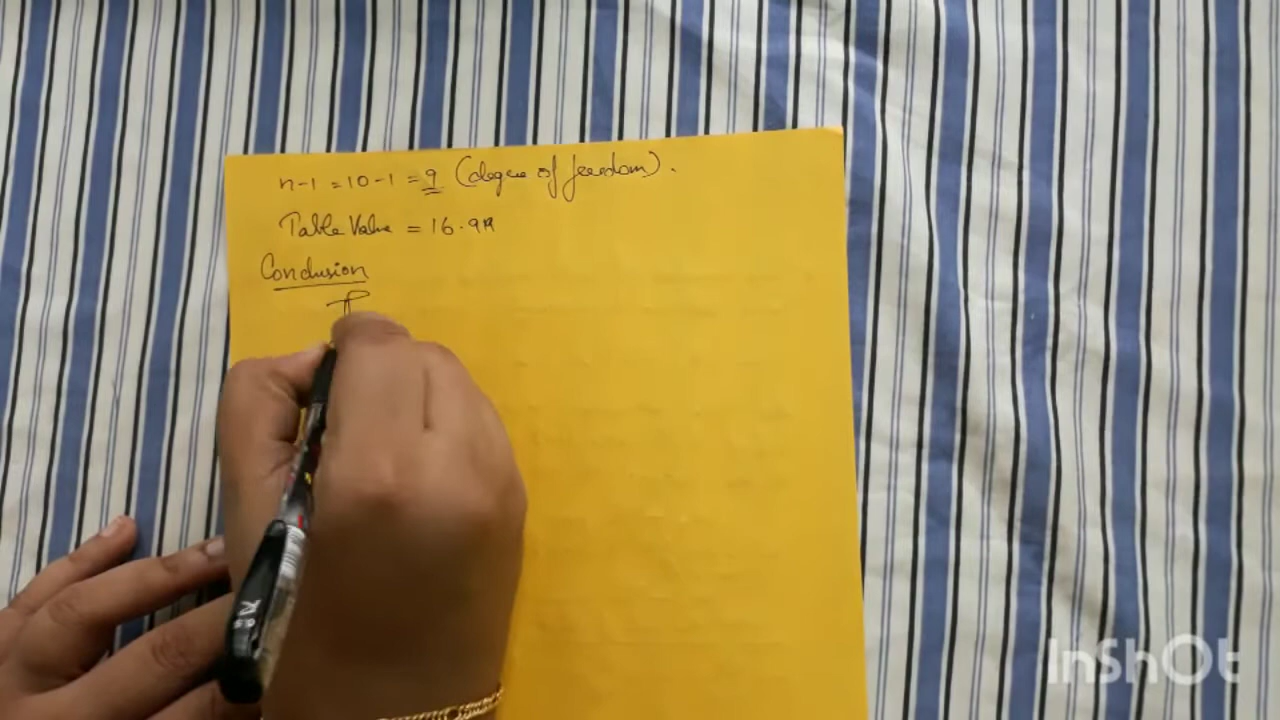 n-1 = 10-1 = 9 (degree of freedom).
Table Value = 16.919
Conclusion
InShOt